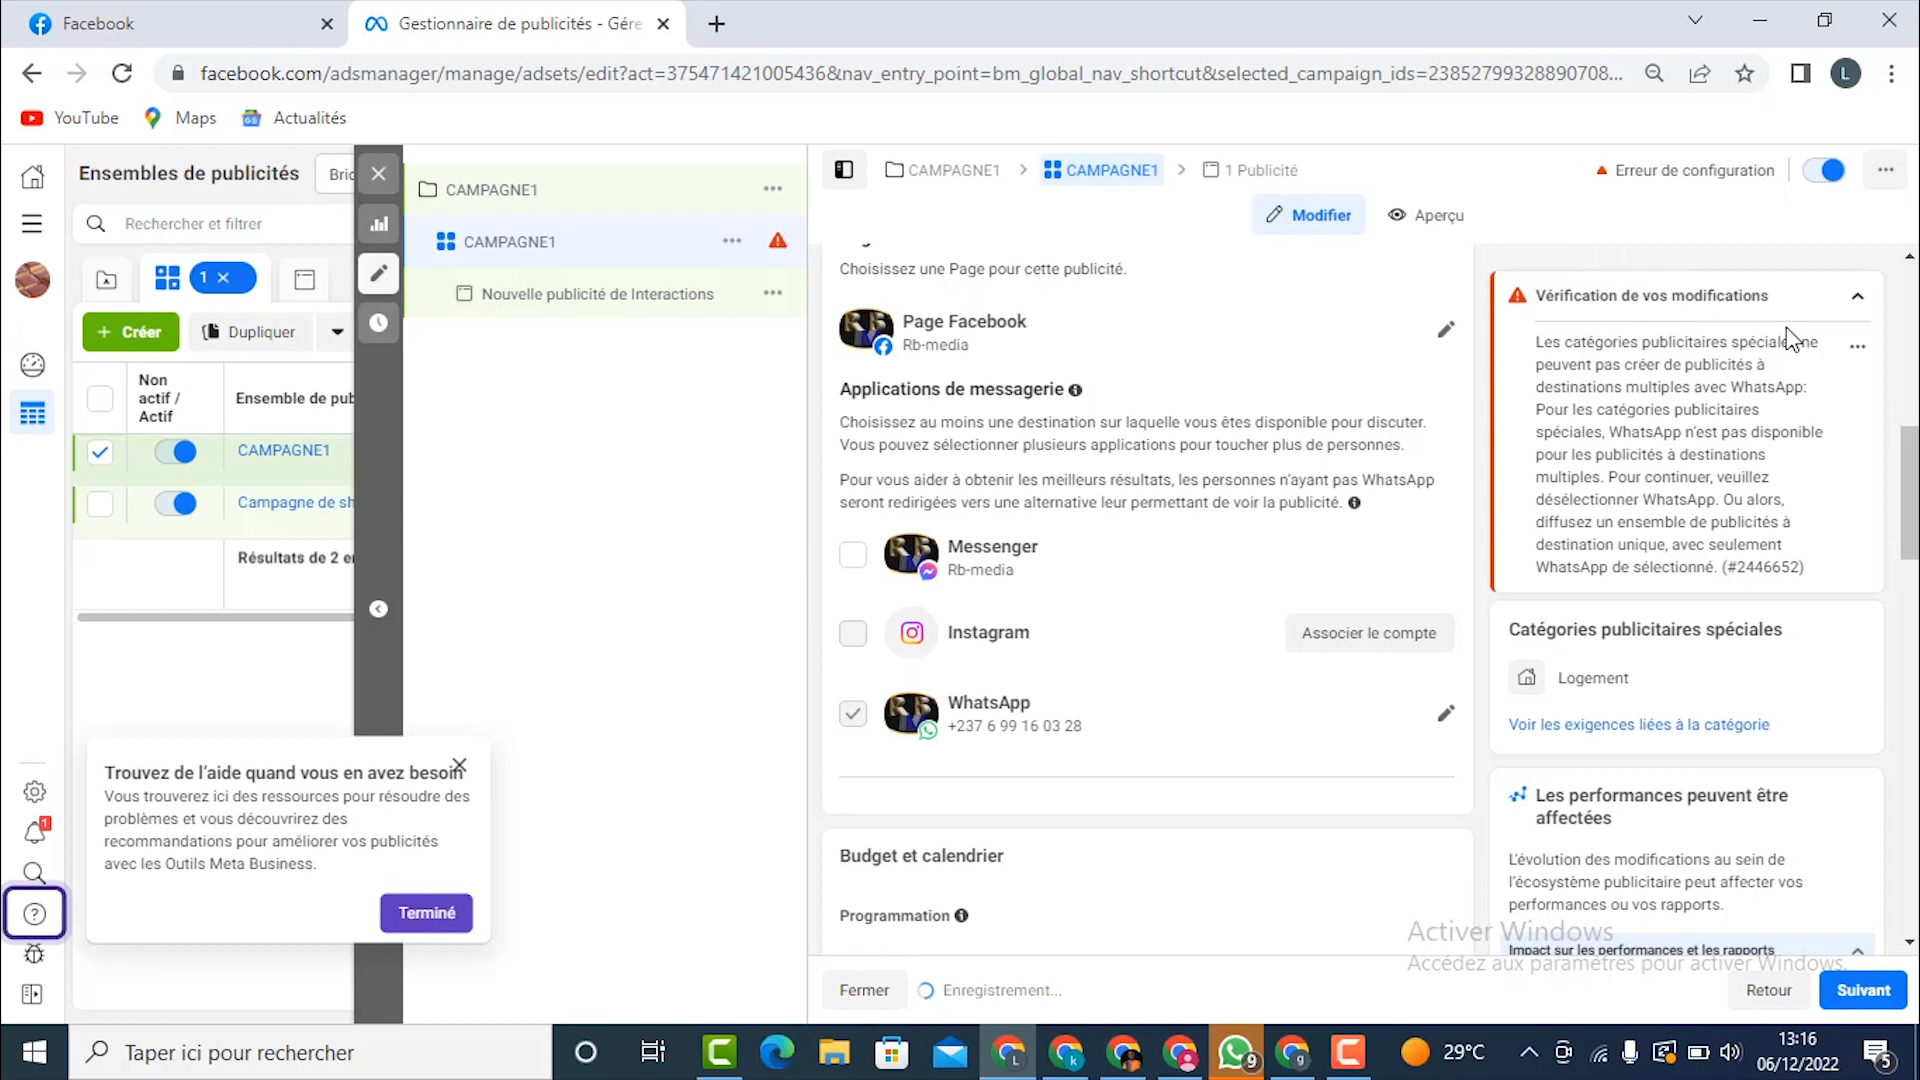 Facebook
Gestionnaire de publicités - Gére
facebook.com/adsmanager/manage/adsets/edit?act=375471421005436&nav_entry_point=bm_global_nav_shortcut&selected_campaign_ids=23852799328890708...
L
YouTube
Maps
Actualités
Ensembles de publicités
Rechercher et filtrer
1
+ Créer
Dupliquer
Non actif / Actif
Ensemble de pub
CAMPAGNE1
Campagne de sh
Résultats de 2 e
Trouvez de l'aide quand vous en avez besoin
Vous trouverez ici des ressources pour résoudre des
problèmes et vous découvrirez des
recommandations pour améliorer vos publicités
avec les Outils Meta Business.
Terminé
1
CAMPAGNE1
CAMPAGNE1
Nouvelle publicité de Interactions
CAMPAGNE1
CAMPAGNE1
1 Publicité
Erreur de configuration
Modifier
Aperçu
Choisissez une Page pour cette publicité.
Page Facebook
Rb-media
Applications de messagerie
Choisissez au moins une destination sur laquelle vous êtes disponible pour discuter.
Vous pouvez sélectionner plusieurs applications pour toucher plus de personnes.
Pour vous aider à obtenir les meilleurs résultats, les personnes n'ayant pas WhatsApp
seront redirigées vers une alternative leur permettant de voir la publicité.
Messenger
Rb-media
Instagram
Associer le compte
WhatsApp
+237 6 99 16 03 28
Budget et calendrier
Programmation
Vérification de vos modifications
Les catégories publicitaires spéciale ne
peuvent pas créer de publicités à
destinations multiples avec WhatsApp:
Pour les catégories publicitaires
spéciales, WhatsApp n'est pas disponible
pour les publicités à destinations
multiples. Pour continuer, veuillez
désélectionner WhatsApp. Ou alors,
diffusez un ensemble de publicités à
destination unique, avec seulement
WhatsApp de sélectionné. (#2446652)
Catégories publicitaires spéciales
Logement
Voir les exigences liées à la catégorie
Les performances peuvent être
affectées
L'évolution des modifications au sein de
l'écosystème publicitaire peut affecter vos
performances ou vos rapports.
Impact sur les performances et les rapports
Activer Windows
Accédez aux paramètres pour activer Windows.
Fermer
Enregistrement...
Retour
Suivant
Taper ici pour rechercher
9
29°C
13:16
06/12/2022
5